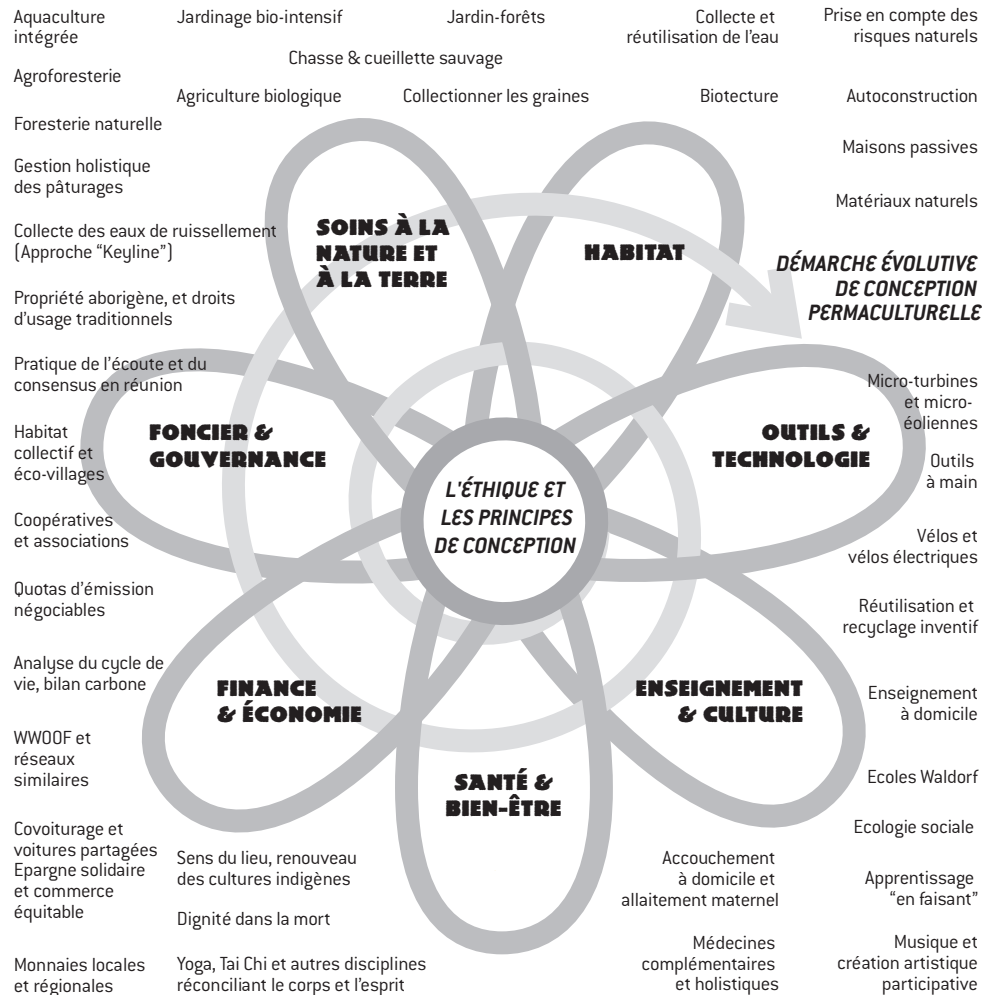 Aquaculture
intégrée
Jardinage bio-intensif
Jardin-forêts
Collecte et
réutilisation de l'eau
Prise en compte des
risques naturels
Chasse & cueillette sauvage
Agroforesterie
Agriculture biologique
Collectionner les graines
Biotecture
Autoconstruction
Foresterie naturelle
Maisons passives
Gestion holistique
des pâturages
Matériaux naturels
Collecte des eaux de ruissellement
(Approche "Keyline")
SOINS À LA
NATURE ET
À LA TERRE
HABITAT
DÉMARCHE ÉVOLUTIVE
DE CONCEPTION
PERMACULTURELLE
Propriété aborigène, et droits
d'usage traditionnels
Pratique de l'écoute et du
consensus en réunion
Micro-turbines
et micro-
éoliennes
Habitat
collectif et
éco-villages
FONCIER &
GOUVERNANCE
OUTILS &
TECHNOLOGIE
Outils
à main
L'ÉTHIQUE ET
LES PRINCIPES
DE CONCEPTION
Coopératives
et associations
Vélos et
vélos électriques
Quotas d'émission
négociables
Réutilisation et
recyclage inventif
Analyse du cycle de
vie, bilan carbone
FINANCE
& ÉCONOMIE
ENSEIGNEMENT
& CULTURE
Enseignement
à domicile
WWOOF et
réseaux
similaires
SANTÉ &
BIEN-ÊTRE
Ecoles Waldorf
Covoiturage et
voitures partagées
Epargne solidaire
et commerce
équitable
Sens du lieu, renouveau
des cultures indigènes
Accouchement
à domicile et
allaitement maternel
Ecologie sociale
Apprentissage
"en faisant"
Dignité dans la mort
Monnaies locales
et régionales
Yoga, Tai Chi et autres disciplines
réconciliant le corps et l'esprit
Médecines
complémentaires
et holistiques
Musique et
création artistique
participative